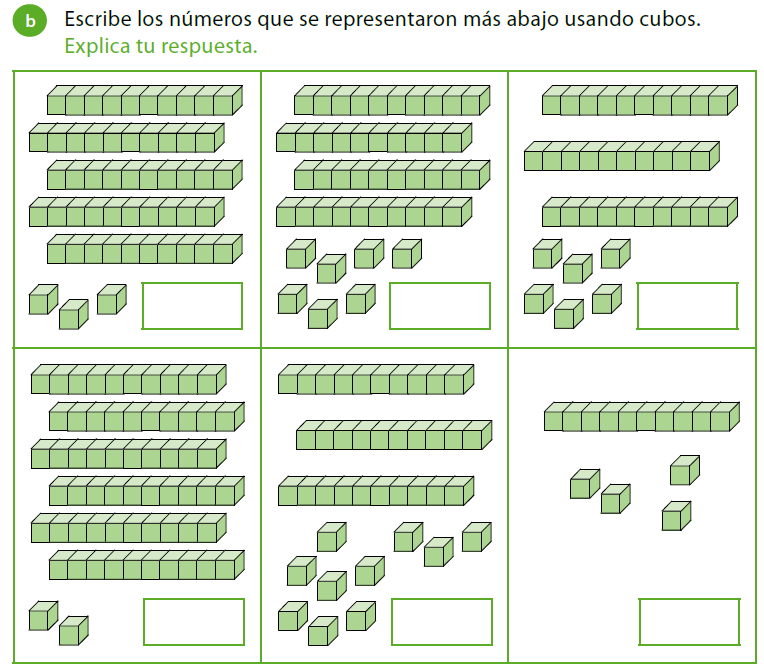 b Escribe los números que se representaron más abajo usando cubos.
Explica tu respuesta.